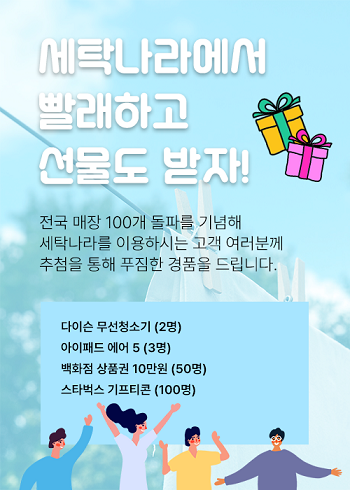 세탁나라에서
빨래하고
선물도 받자!
전국 매장 100개 돌파를 기념해
세탁나라를 이용하시는 고객 여러분께
추첨을 통해 푸짐한 경품을 드립니다.
다이슨 무선청소기 (2명)
아이패드 에어 5 (3명)
백화점 상품권 10만원 (50명)
스타벅스 기프티콘 (100명)